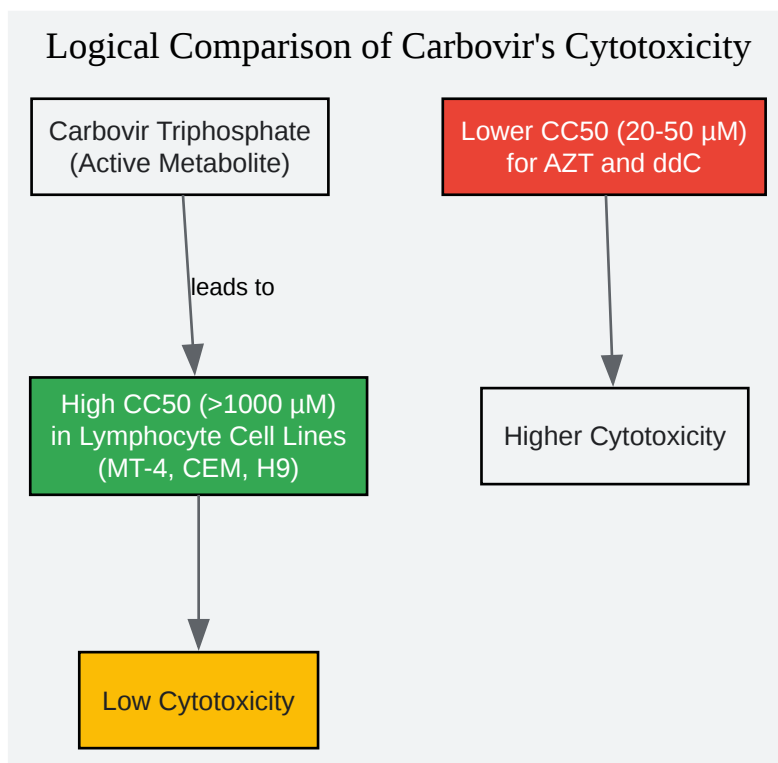 Logical Comparison of Carbovir's Cytotoxicity
Carbovir Triphosphate
(Active Metabolite)
Lower CC50 (20-50 µM)
for AZT and ddC
leads to
High CC50 (>1000 µM)
in Lymphocyte Cell Lines
(MT-4, CEM, H9)
Higher Cytotoxicity
Low Cytotoxicity